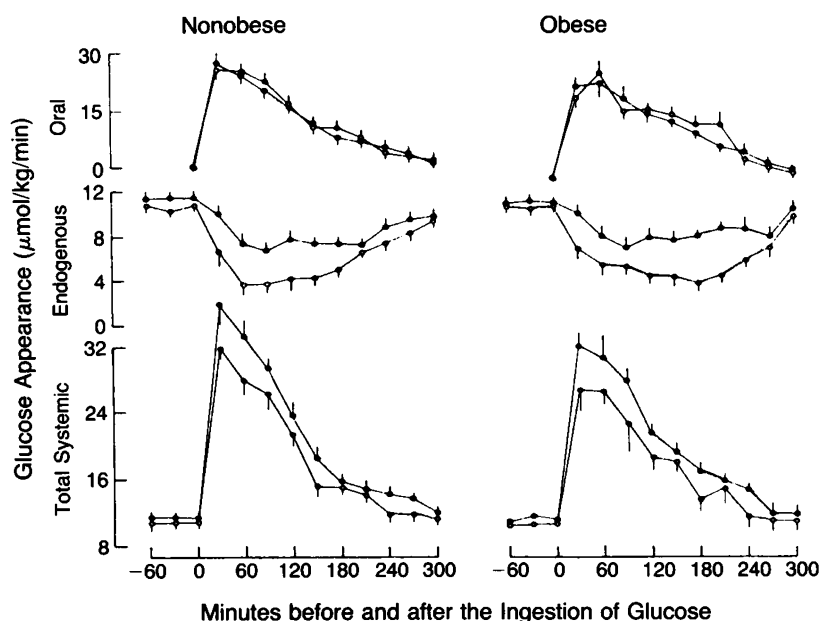 Nonobese
Obese
Glucose Appearance (μmol/kg/min)
Oral
30
15
0
Endogenous
12
8
4
0
Total Systemic
32
24
16
8
−60 0 60 120 180 240 300
−60 0 60 120 180 240 300
Minutes before and after the Ingestion of Glucose